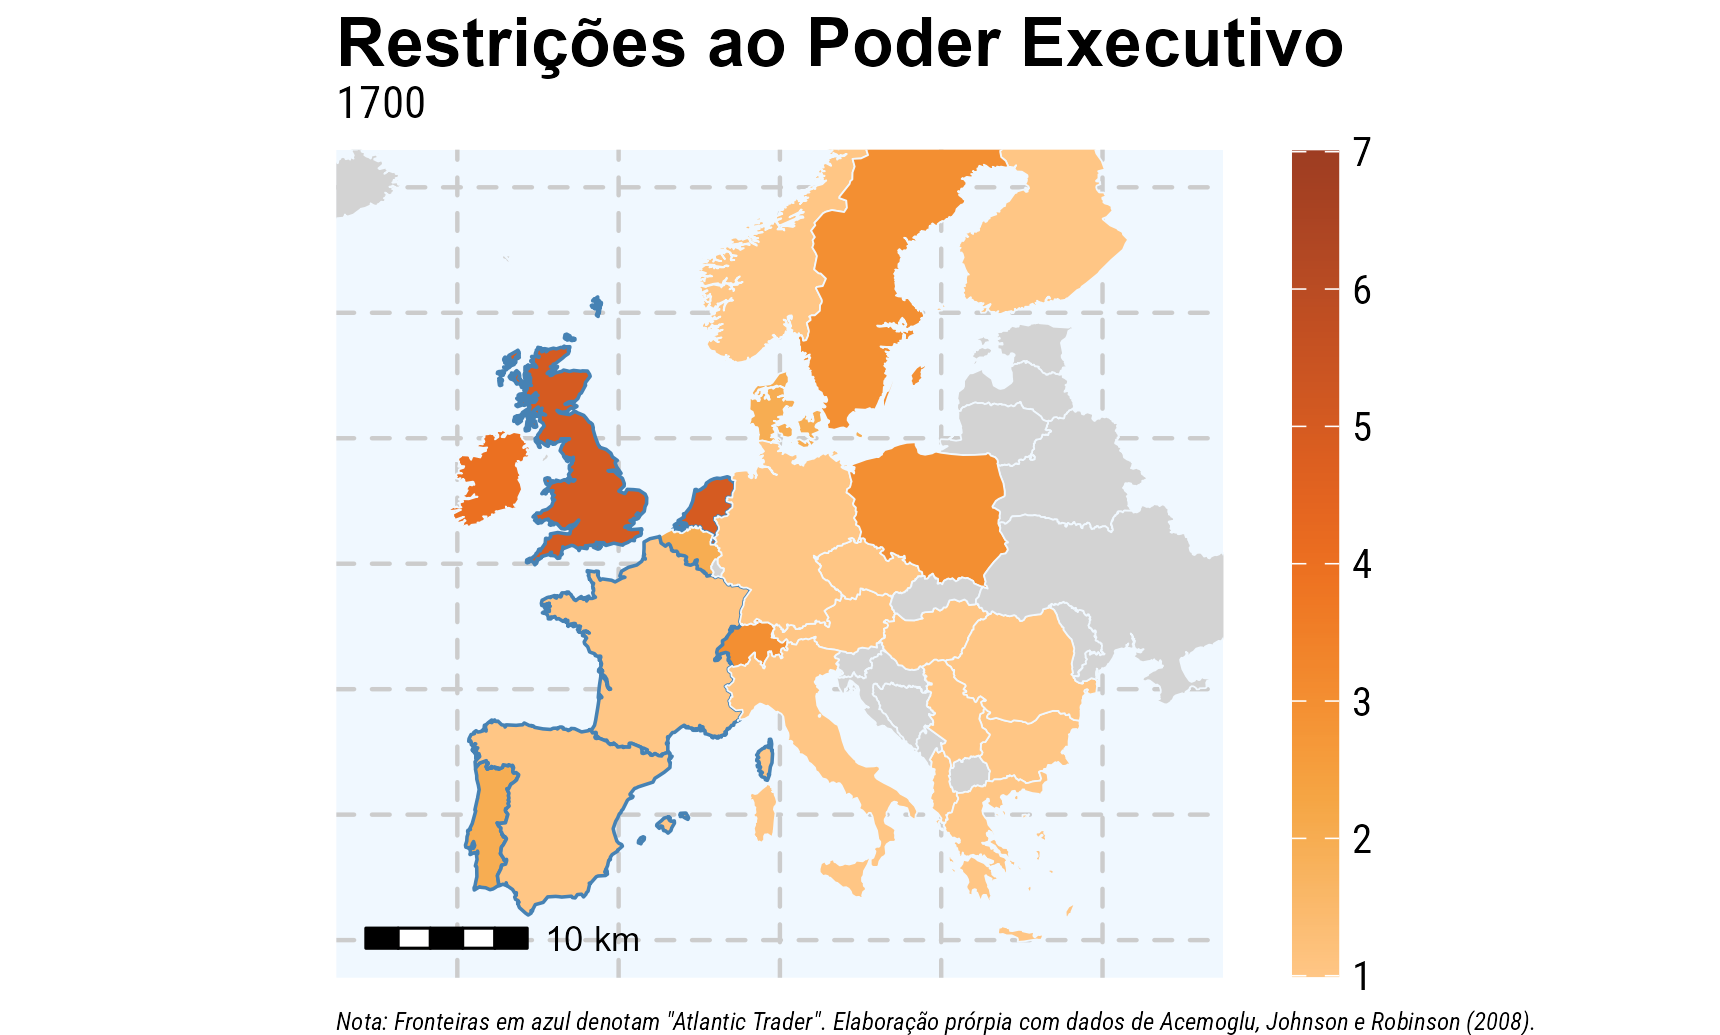 Restrições ao Poder Executivo
1700
7
6
5
4
3
2
1
10 km
Nota: Fronteiras em azul denotam "Atlantic Trader". Elaboração prórpia com dados de Acemoglu, Johnson e Robinson (2008).